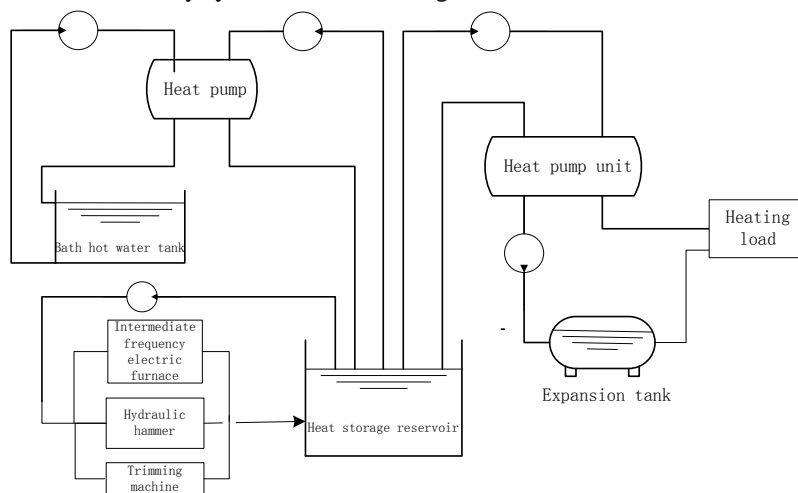 Heat pump
Heat pump unit
Heating
load
Bath hot water tank
Intermediate
frequency
electric
furnace
Expansion tank
Hydraulic
hammer
Heat storage reservoir
Trimming
machine